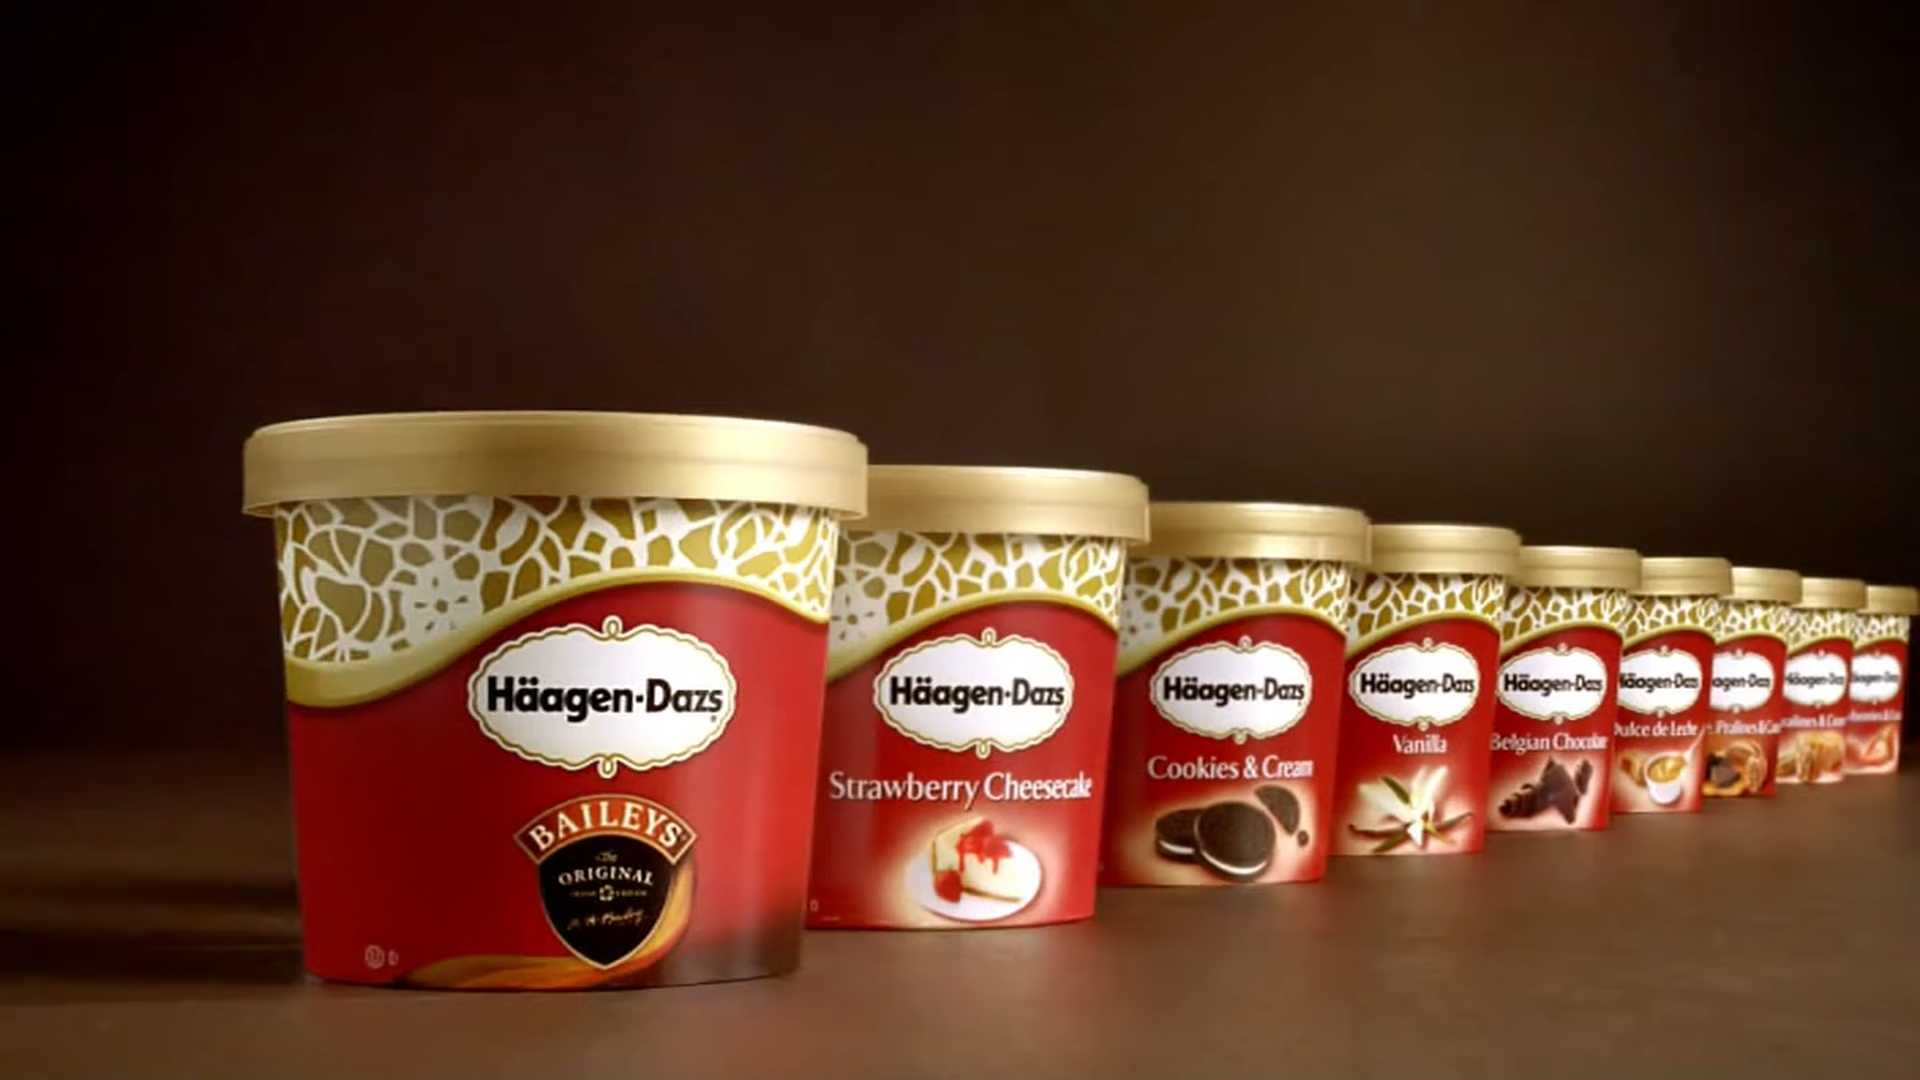 Häagen-Dazs
BAILEYS
The
ORIGINAL
Häagen-Dazs
Strawberry Cheesecake
Häagen-Dazs
Cookies & Cream
Häagen-Dazs
Vanilla
Häagen-Dazs
Belgian Chocolate
Häagen-Dazs
Dulce de Leche
Häagen-Dazs
Pralines &
Häagen-Dazs
Häagen-Dazs